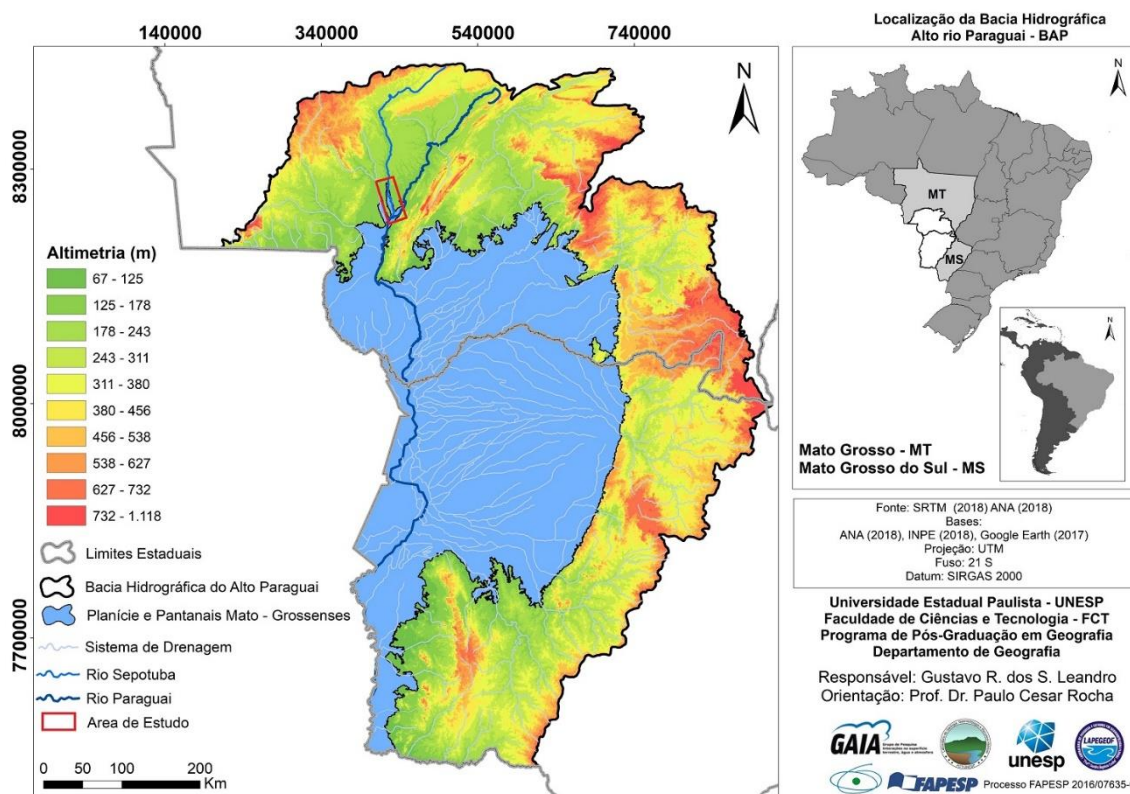 140000
340000
540000
740000
8300000
8000000
7700000
N
Altimetria (m)
67 - 125
125 - 178
178 - 243
243 - 311
311 - 380
380 - 456
456 - 538
538 - 627
627 - 732
732 - 1.118
Limites Estaduais
Bacia Hidrográfica do Alto Paraguai
Planície e Pantanais Mato - Grossenses
Sistema de Drenagem
Rio Sepotuba
Rio Paraguai
Area de Estudo
0 50 100 200
Km
Localização da Bacia Hidrográfica
Alto rio Paraguai - BAP
N
MT
MS
N
Mato Grosso - MT
Mato Grosso do Sul - MS
Fonte: SRTM (2018) ANA (2018)
Bases:
ANA (2018), INPE (2018), Google Earth (2017)
Projeção: UTM
Fuso: 21 S
Datum: SIRGAS 2000
Universidade Estadual Paulista - UNESP
Faculdade de Ciências e Tecnologia - FCT
Programa de Pós-Graduação em Geografia
Departamento de Geografia
Responsável: Gustavo R. dos S. Leandro
Orientação: Prof. Dr. Paulo Cesar Rocha
GAIA
unesp
LAPEGEOF
FAPESP
Processo FAPESP 2016/07635-